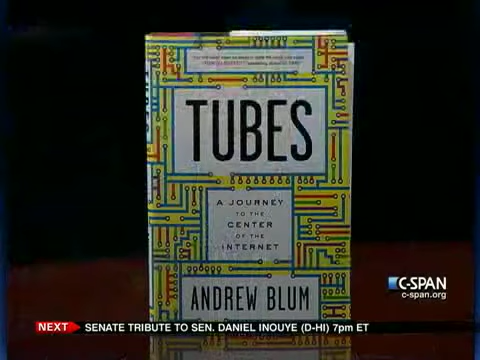 TUBES
A JOURNEY
TO THE
CENTER
OF THE
INTERNET
ANDREW BLUM
C-SPAN
c-span.org
NEXT
SENATE TRIBUTE TO SEN. DANIEL INOUYE (D-HI) 7pm ET